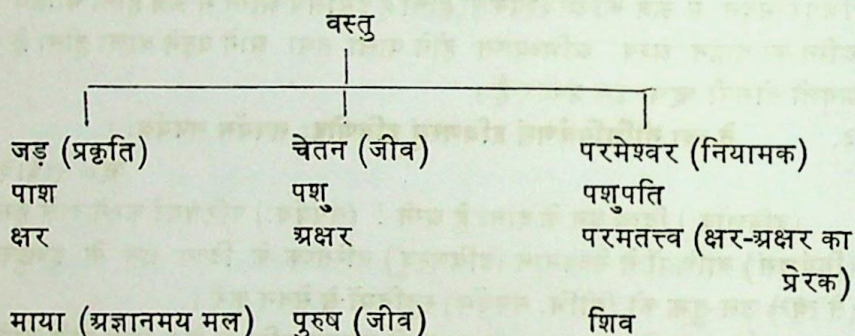 वस्तु
जड़ (प्रकृति) चेतन (जीव) परमेश्वर (नियामक)
पाश पशु पशुपति
क्षर अक्षर परमतत्त्व (क्षर-अक्षर का
प्रेरक)
माया (अज्ञानमय मल) पुरुष (जीव) शिव